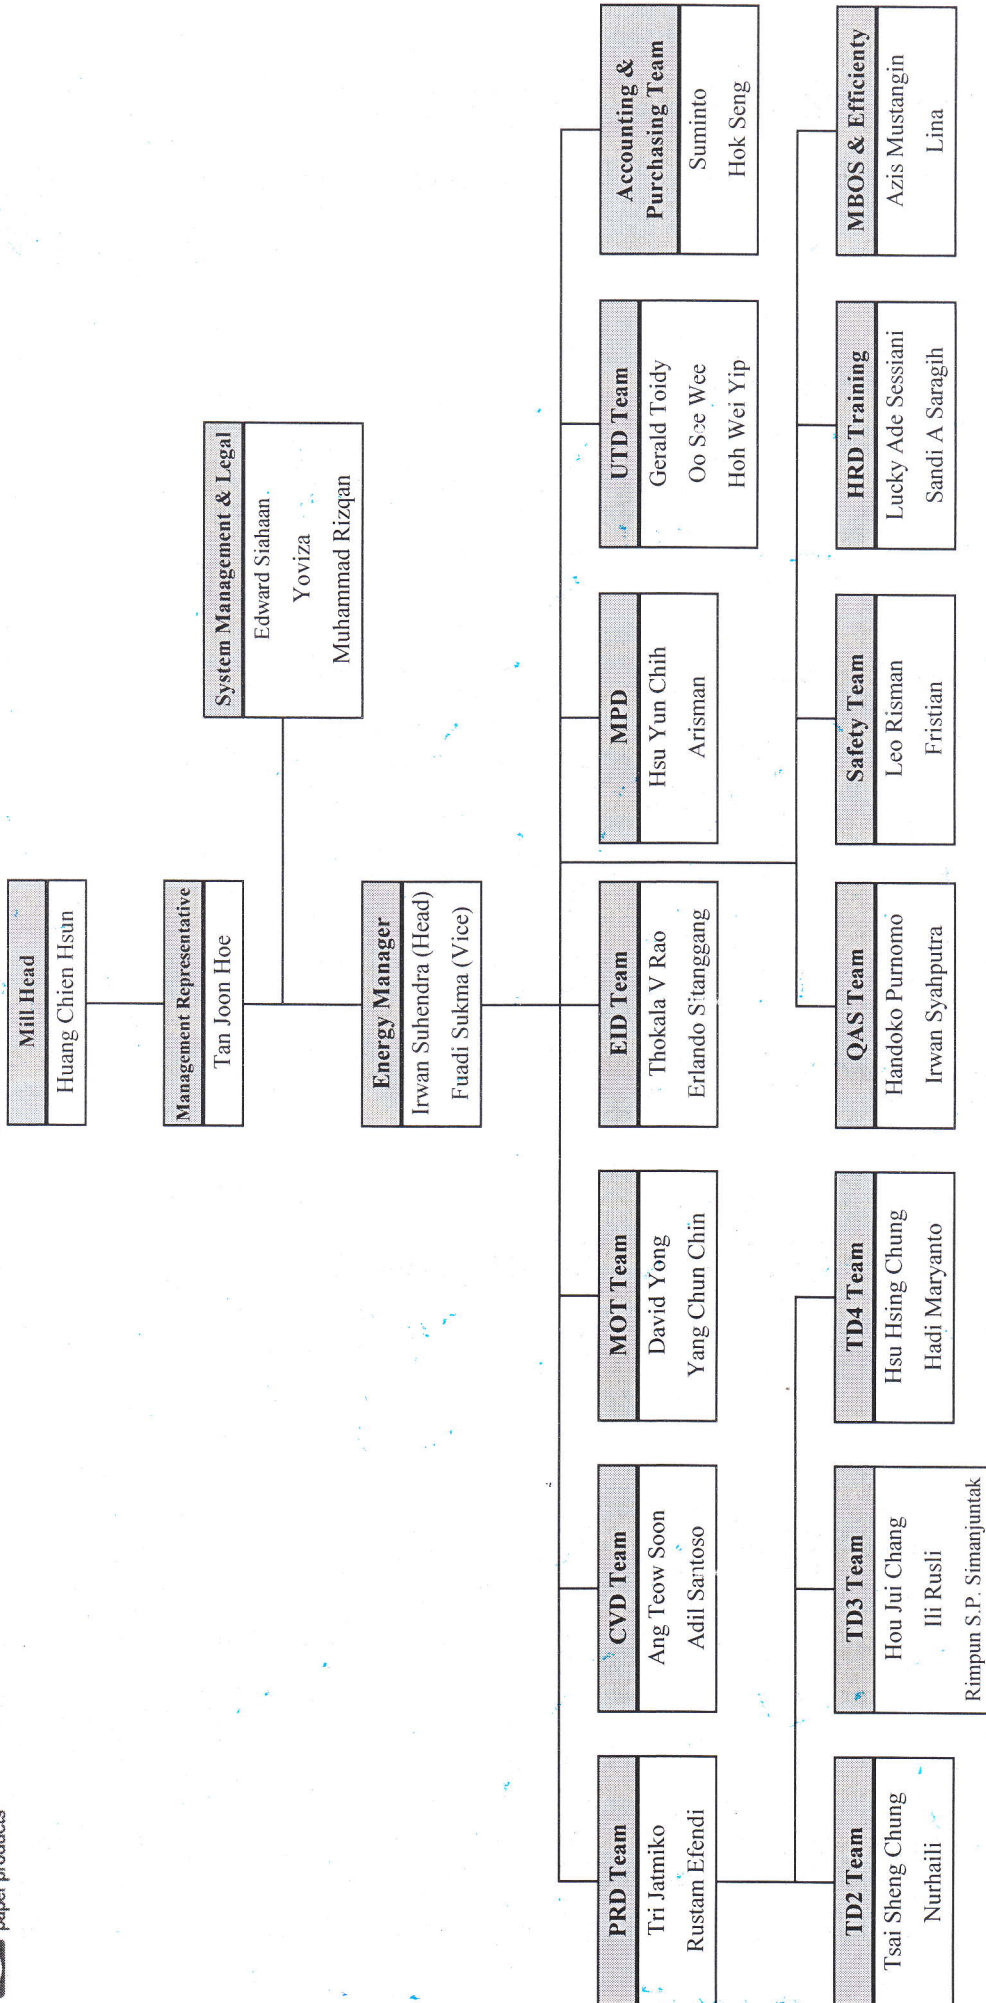 paper products
Mill Head
Huang Chien Hsun
Management Representative
Tan Joon Hoe
System Management & Legal
Edward Siahaan
Yoviza
Muhammad Rizqan
Energy Manager
Irwan Suhendra (Head)
Fuadi Sukma (Vice)
PRD Team
Tri Jatmiko
Rustam Efendi
CVD Team
Ang Teow Soon
Adil Santoso
MOT Team
David Yong
Yang Chun Chin
EID Team
Thokala V Rao
Erlando Sitanggang
MPD
Hsu Yun Chih
Arisman
UTD Team
Gerald Toidy
Oo See Wee
Hoh Wei Yip
Accounting &
Purchasing Team
Suminto
Hok Seng
TD2 Team
Tsai Sheng Chung
Nurhaili
TD3 Team
Hou Jui Chang
Ili Rusli
Rimpun S.P. Simanjuntak
TD4 Team
Hsu Hsing Chung
Hadi Maryanto
QAS Team
Handoko Purnomo
Irwan Syahputra
Safety Team
Leo Risman
Fristian
HRD Training
Lucky Ade Sessiani
Sandi A Saragih
MBOS & Efficienty
Azis Mustangin
Lina